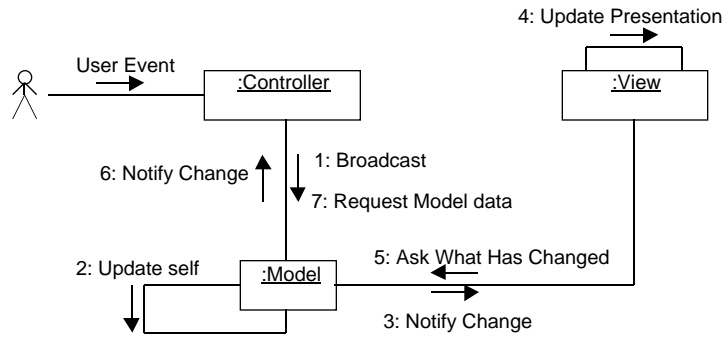 4: Update Presentation
User Event
:Controller
:View
1: Broadcast
6: Notify Change
7: Request Model data
5: Ask What Has Changed
2: Update self
:Model
3: Notify Change